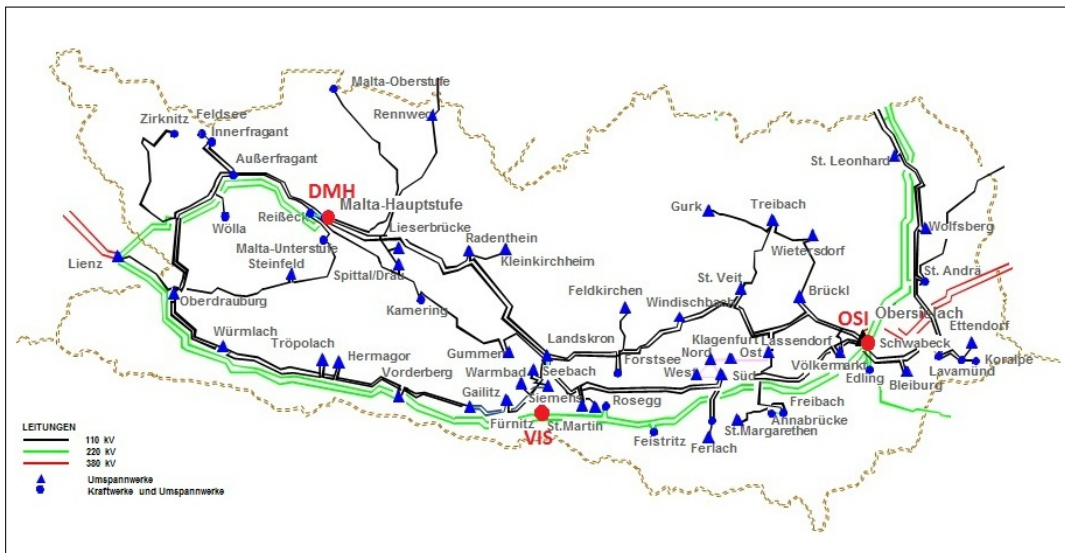 Malta-Oberstufe
Feldsee
Zirknitz
Innerfragant
Rennweg
Außerfragant
St. Leonhard
DMH
Malta-Hauptstufe
Reißeck
Wölla
Lieserbrücke
Gurk
Treibach
Wolfsberg
Radenthein
Malta-Unterstufe
Wietersdorf
Lienz
Steinfeld
Kleinkirchheim
Spittal/Drau
St. Veit
St. Andrä
Oberdrauburg
Feldkirchen
Windischbach
Brückl
Kamering
OSI
Obersielach
Ettendorf
Würmlach
Tröpolach
Landskron
Klagenfurt
Lassendorf
Schwabeck
Hermagor
Gummern
Forstsee
Nord
Ost
Völkermarkt
Koralpe
Warmbad
Seebach
West
Süd
Edling
Lavamünd
Bleiburg
Vorderberg
Gailitz
Siemens
Rosegg
Freibach
Annabrücke
Fürnitz
St.Martin
St.Margarethen
VIS
Feistritz
Ferlach
LEITUNGEN
110 kV
220 kV
380 kV
Umspannwerke
Kraftwerke und Umspannwerke